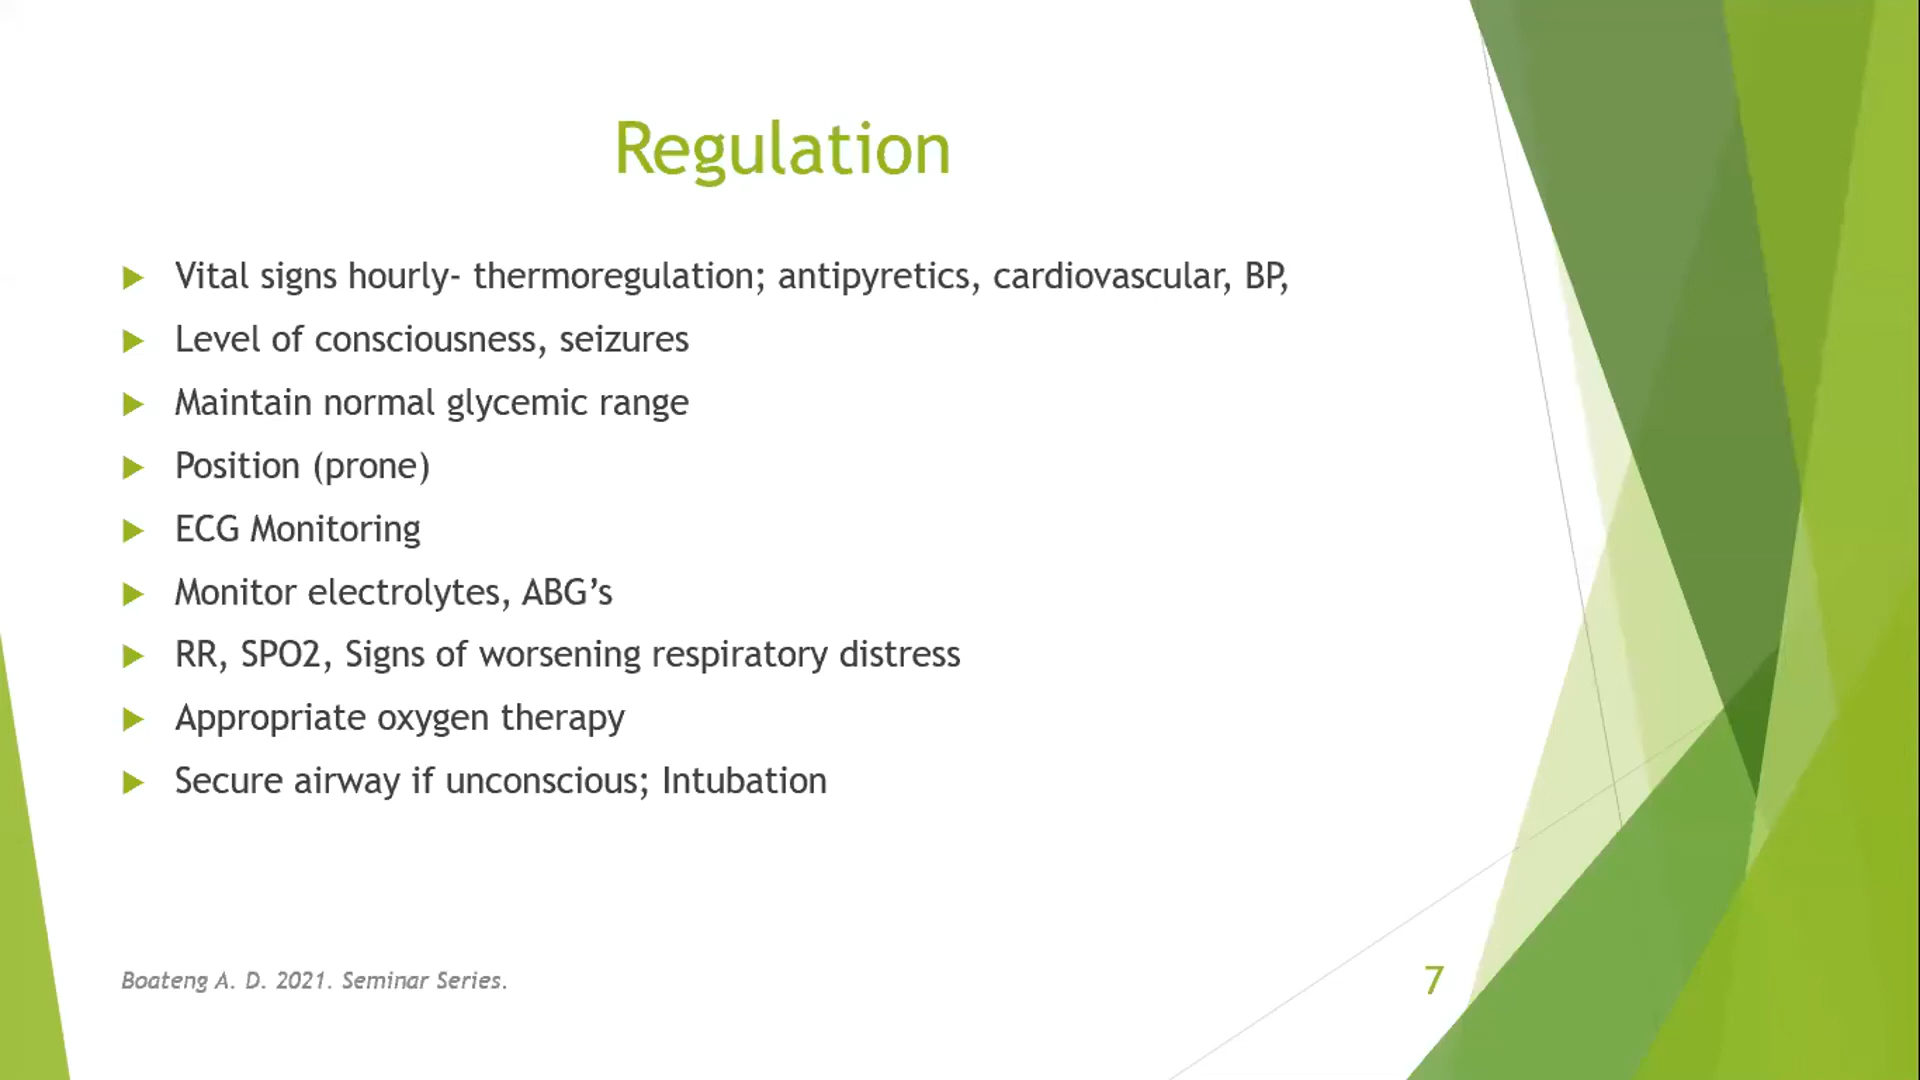 Regulation
Vital signs hourly- thermoregulation; antipyretics, cardiovascular, BP,
Level of consciousness, seizures
Maintain normal glycemic range
Position (prone)
ECG Monitoring
Monitor electrolytes, ABG’s
RR, SPO2, Signs of worsening respiratory distress
Appropriate oxygen therapy
Secure airway if unconscious; Intubation
Boateng A. D. 2021. Seminar Series.
7